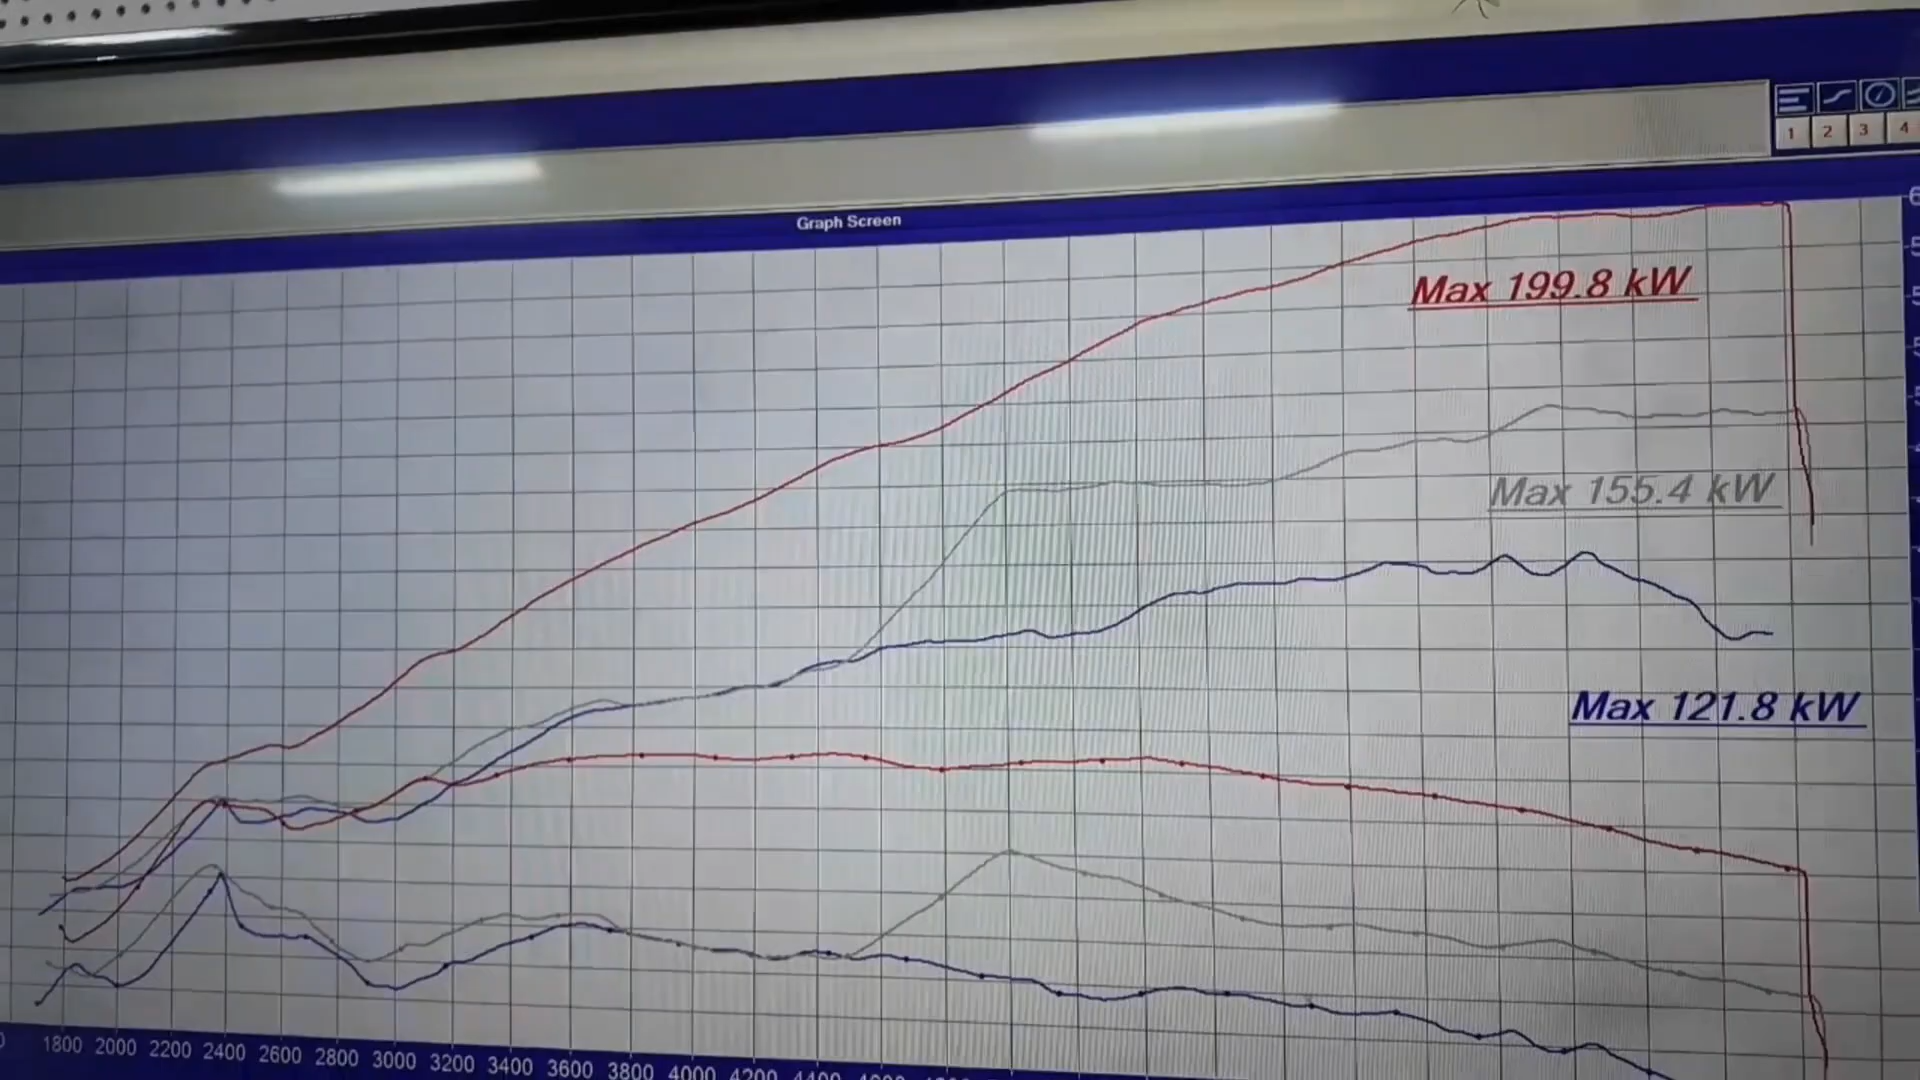 1 2 3 4
Graph Screen
Max 199.8 kW
Max 155.4 kW
Max 121.8 kW
1800 2000 2200 2400 2600 2800 3000 3200 3400 3600 3800 4000 4200 4400